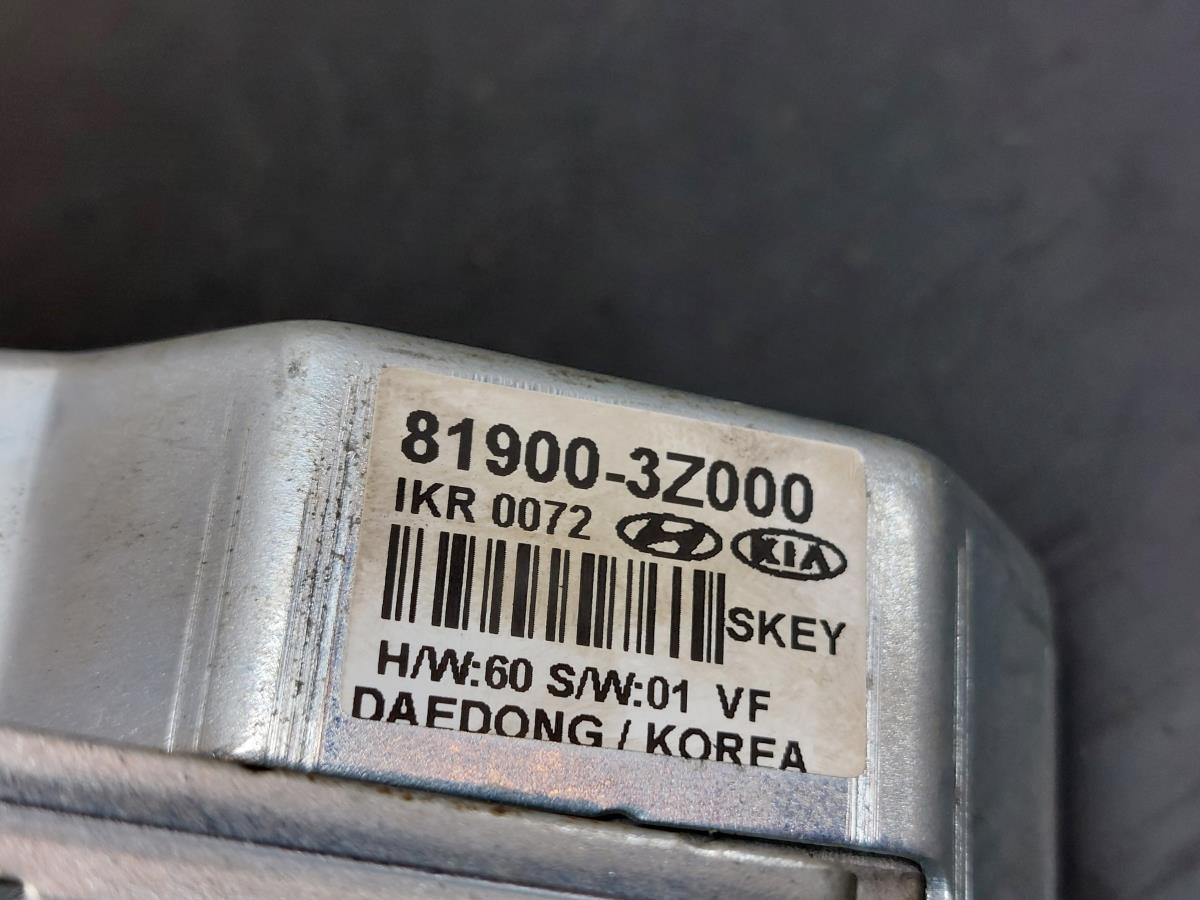 81900-3Z000
IKR 0072 H KIA
SKEY
H/W:60 S/W:01 VF
DAEDONG / KOREA